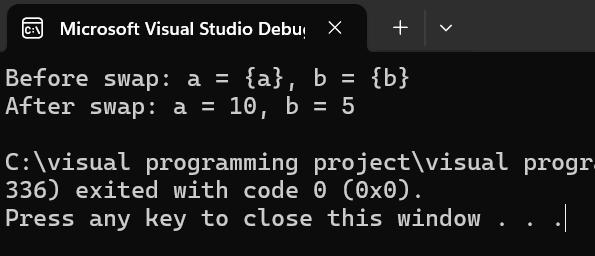 Microsoft Visual Studio Debu
Before swap: a = {a}, b = {b}
After swap: a = 10, b = 5
C:\visual programming project\visual progra
336) exited with code 0 (0x0).
Press any key to close this window . . .